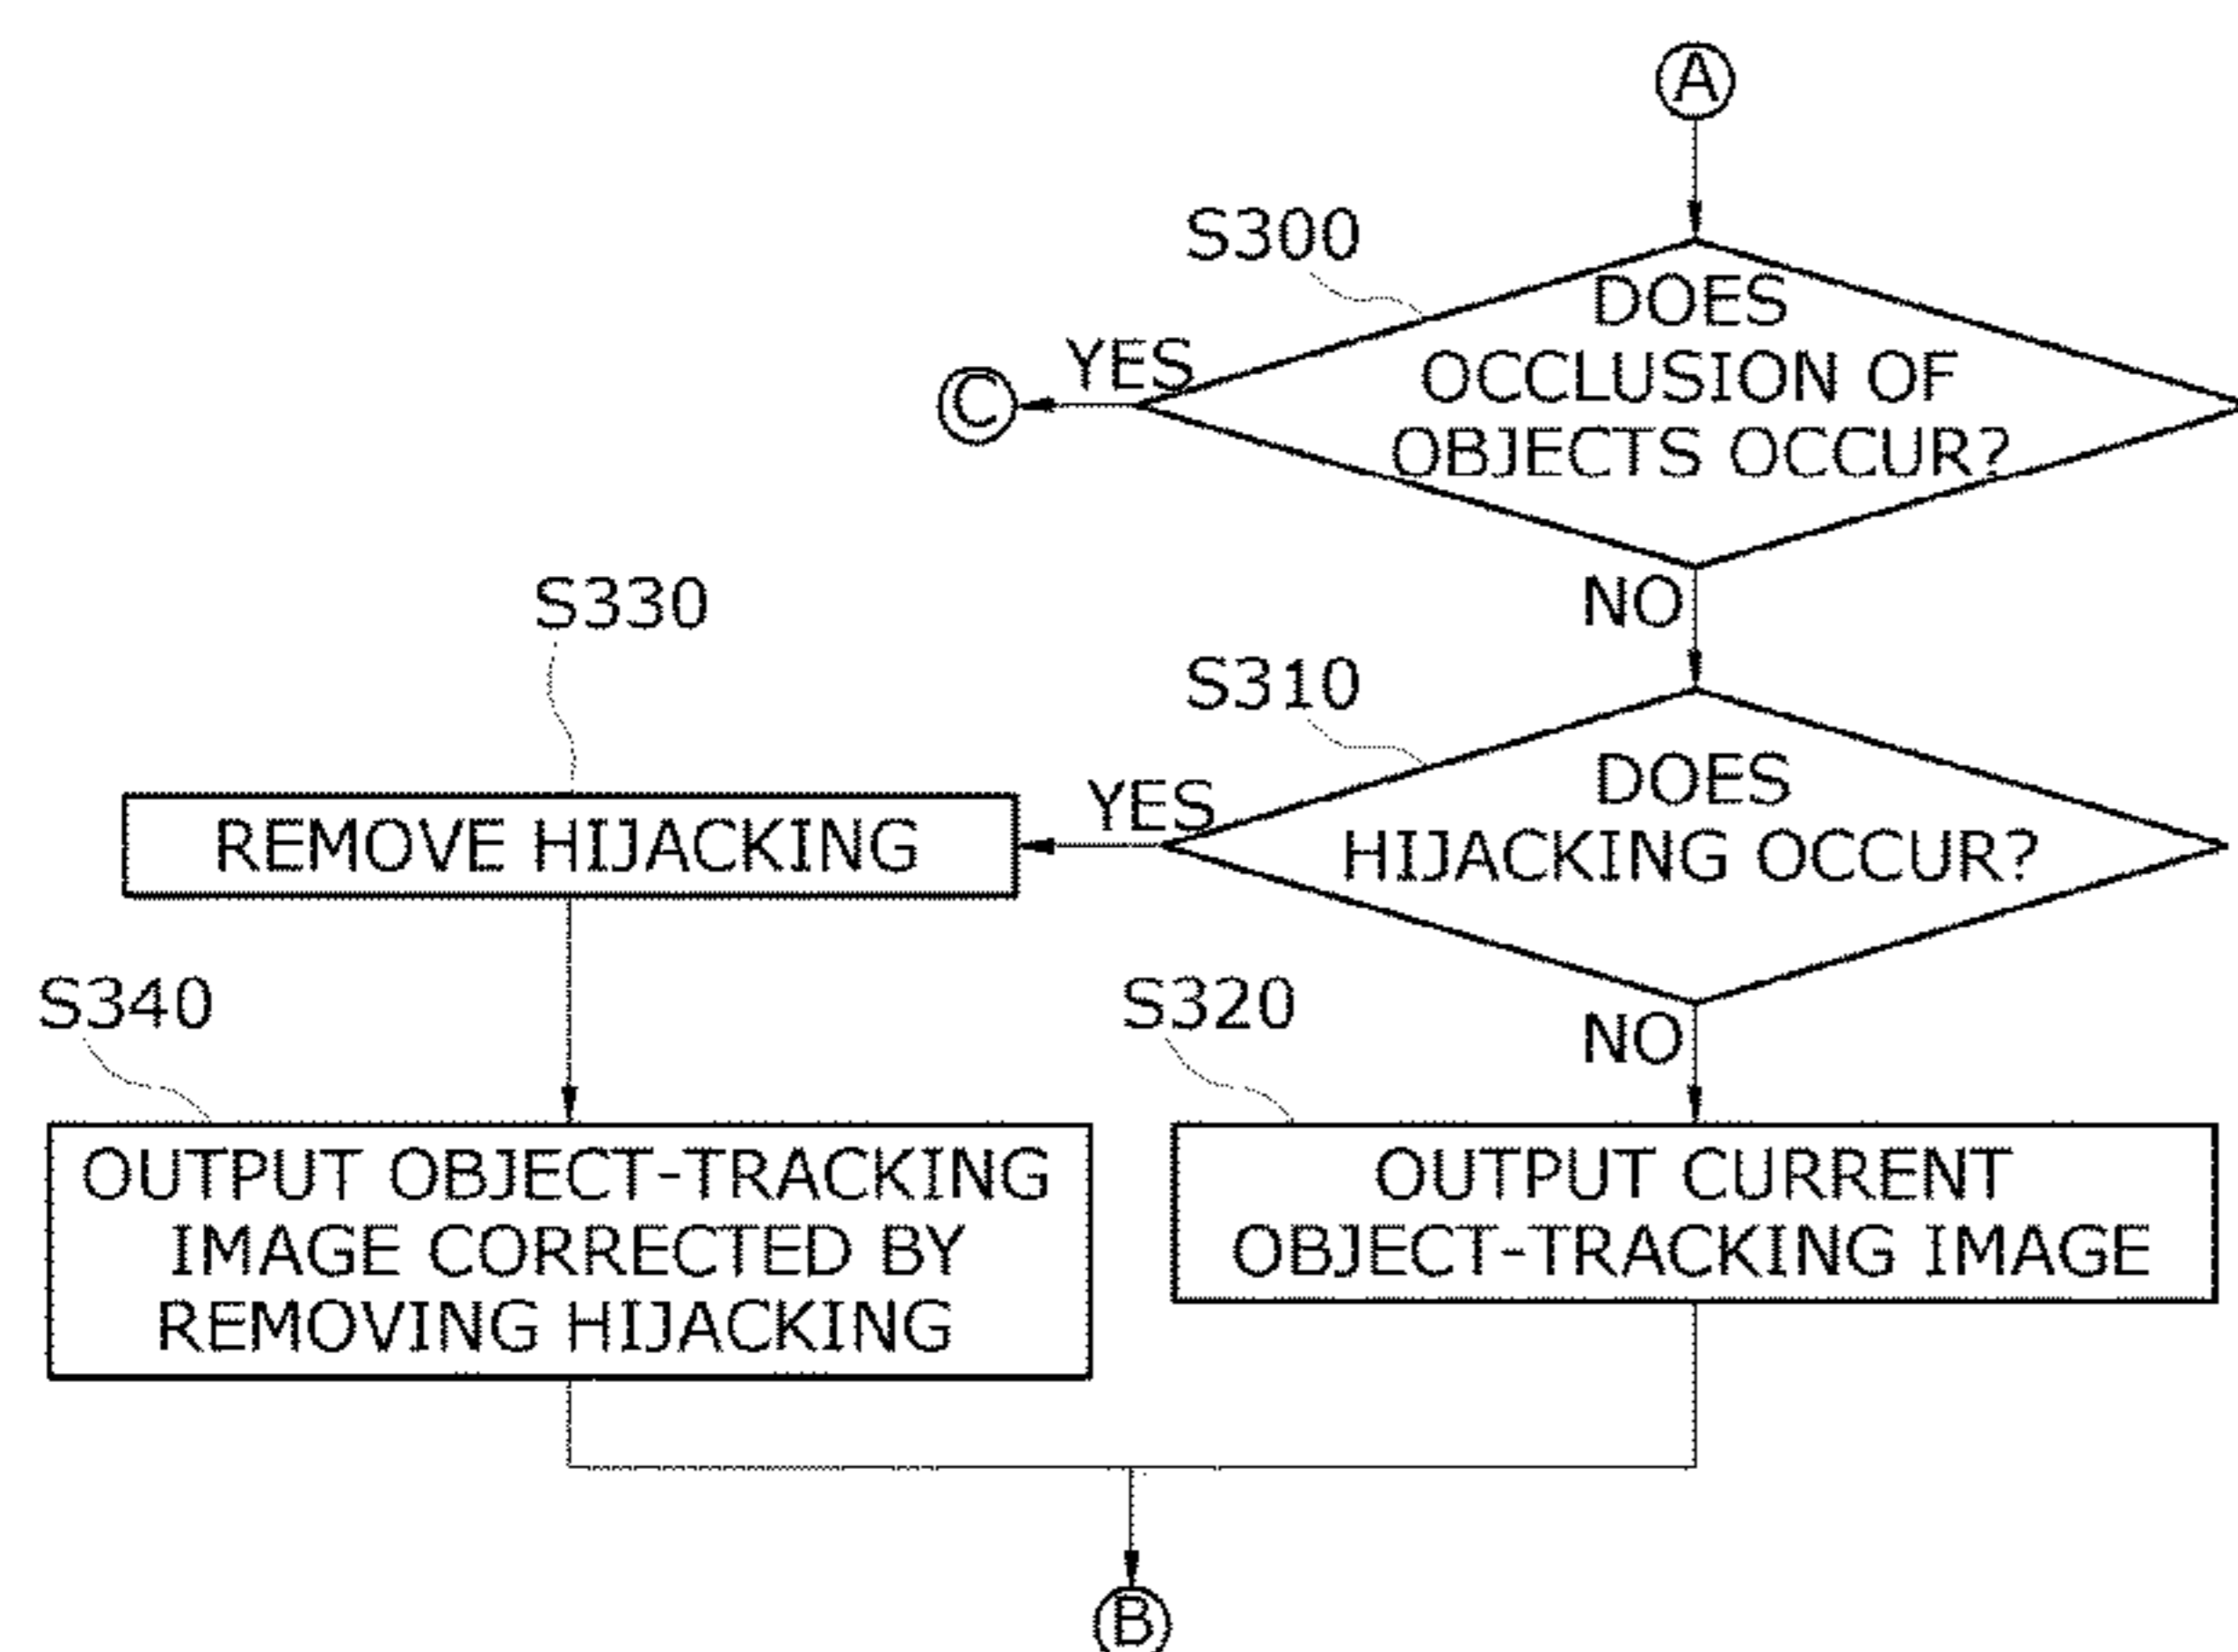 A
S300
DOES
OCCLUSION OF
OBJECTS OCCUR?
YES
C
NO
S310
DOES
HIJACKING OCCUR?
YES
S330
REMOVE HIJACKING
NO
S340
OUTPUT OBJECT-TRACKING
IMAGE CORRECTED BY
REMOVING HIJACKING
S320
OUTPUT CURRENT
OBJECT-TRACKING IMAGE
B